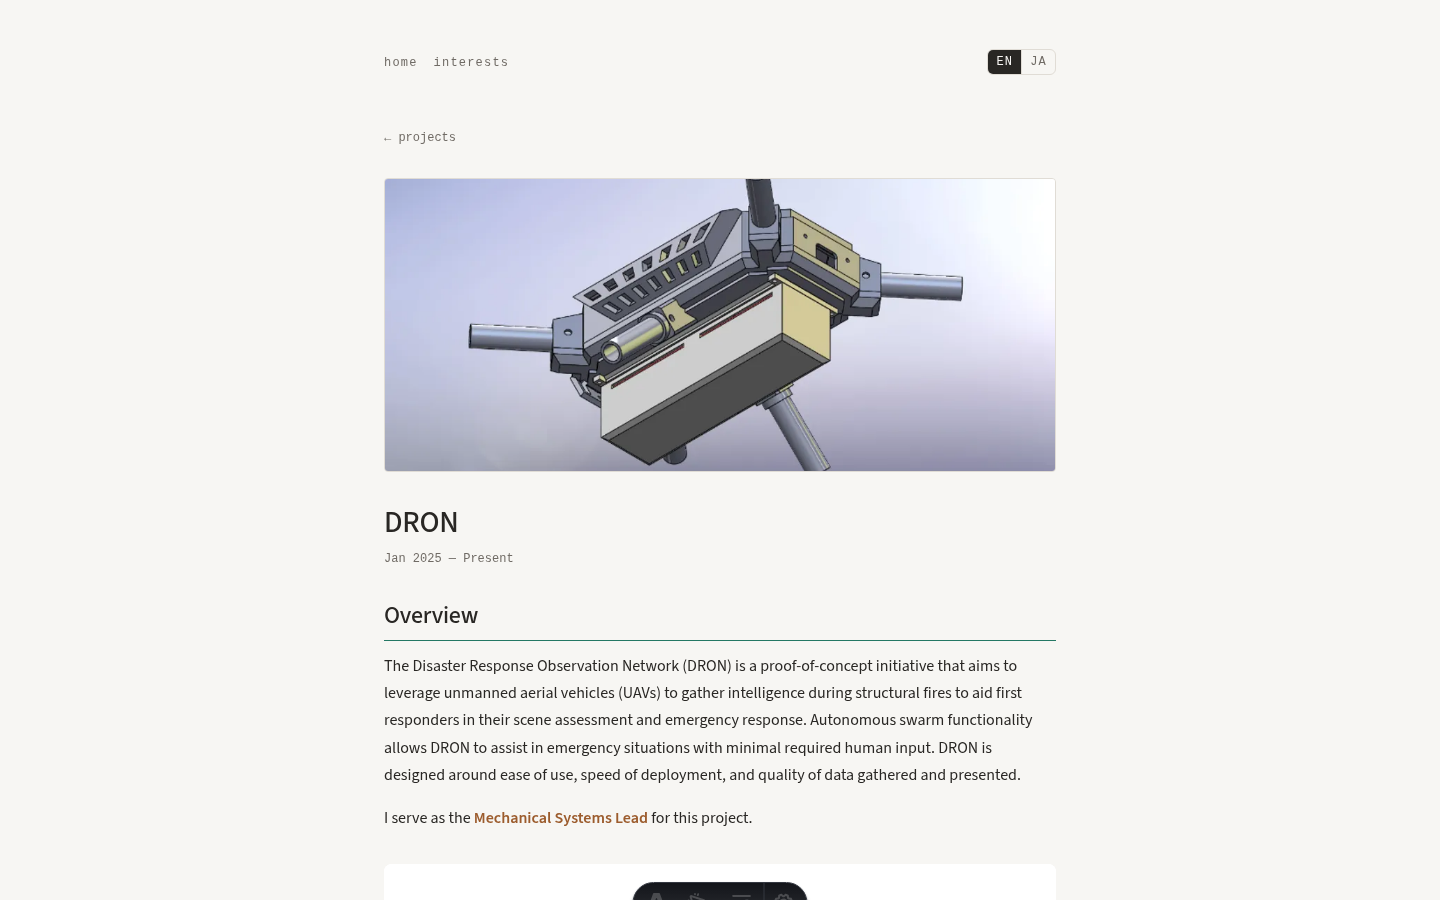 home interests
EN JA
← projects
DRON
Jan 2025 — Present
Overview
The Disaster Response Observation Network (DRON) is a proof-of-concept initiative that aims to
leverage unmanned aerial vehicles (UAVs) to gather intelligence during structural fires to aid first
responders in their scene assessment and emergency response. Autonomous swarm functionality
allows DRON to assist in emergency situations with minimal required human input. DRON is
designed around ease of use, speed of deployment, and quality of data gathered and presented.
I serve as the Mechanical Systems Lead for this project.